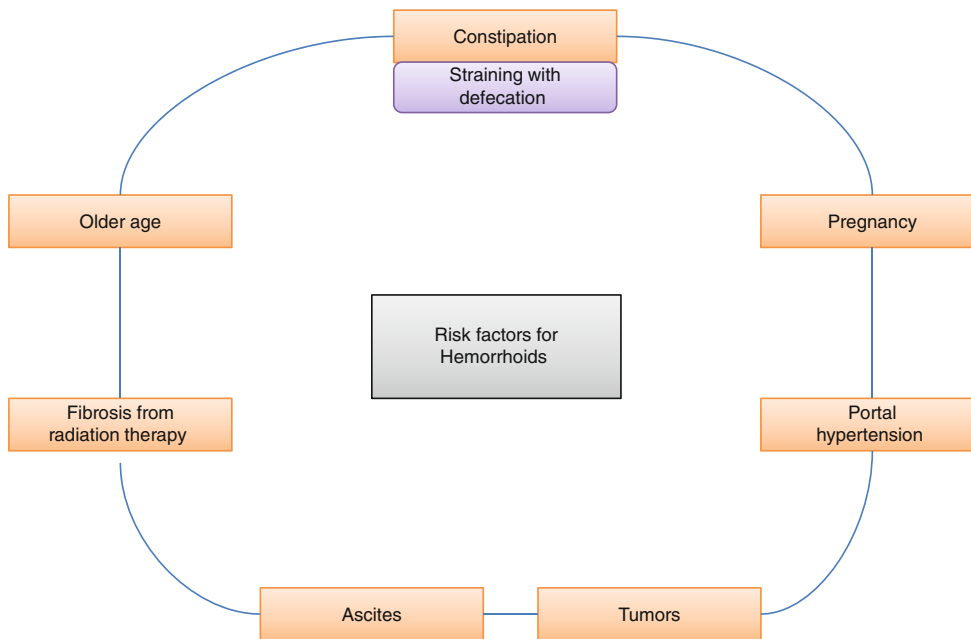 Constipation
Straining with
defecation
Older age
Pregnancy
Risk factors for
Hemorrhoids
Fibrosis from
radiation therapy
Portal
hypertension
Ascites
Tumors